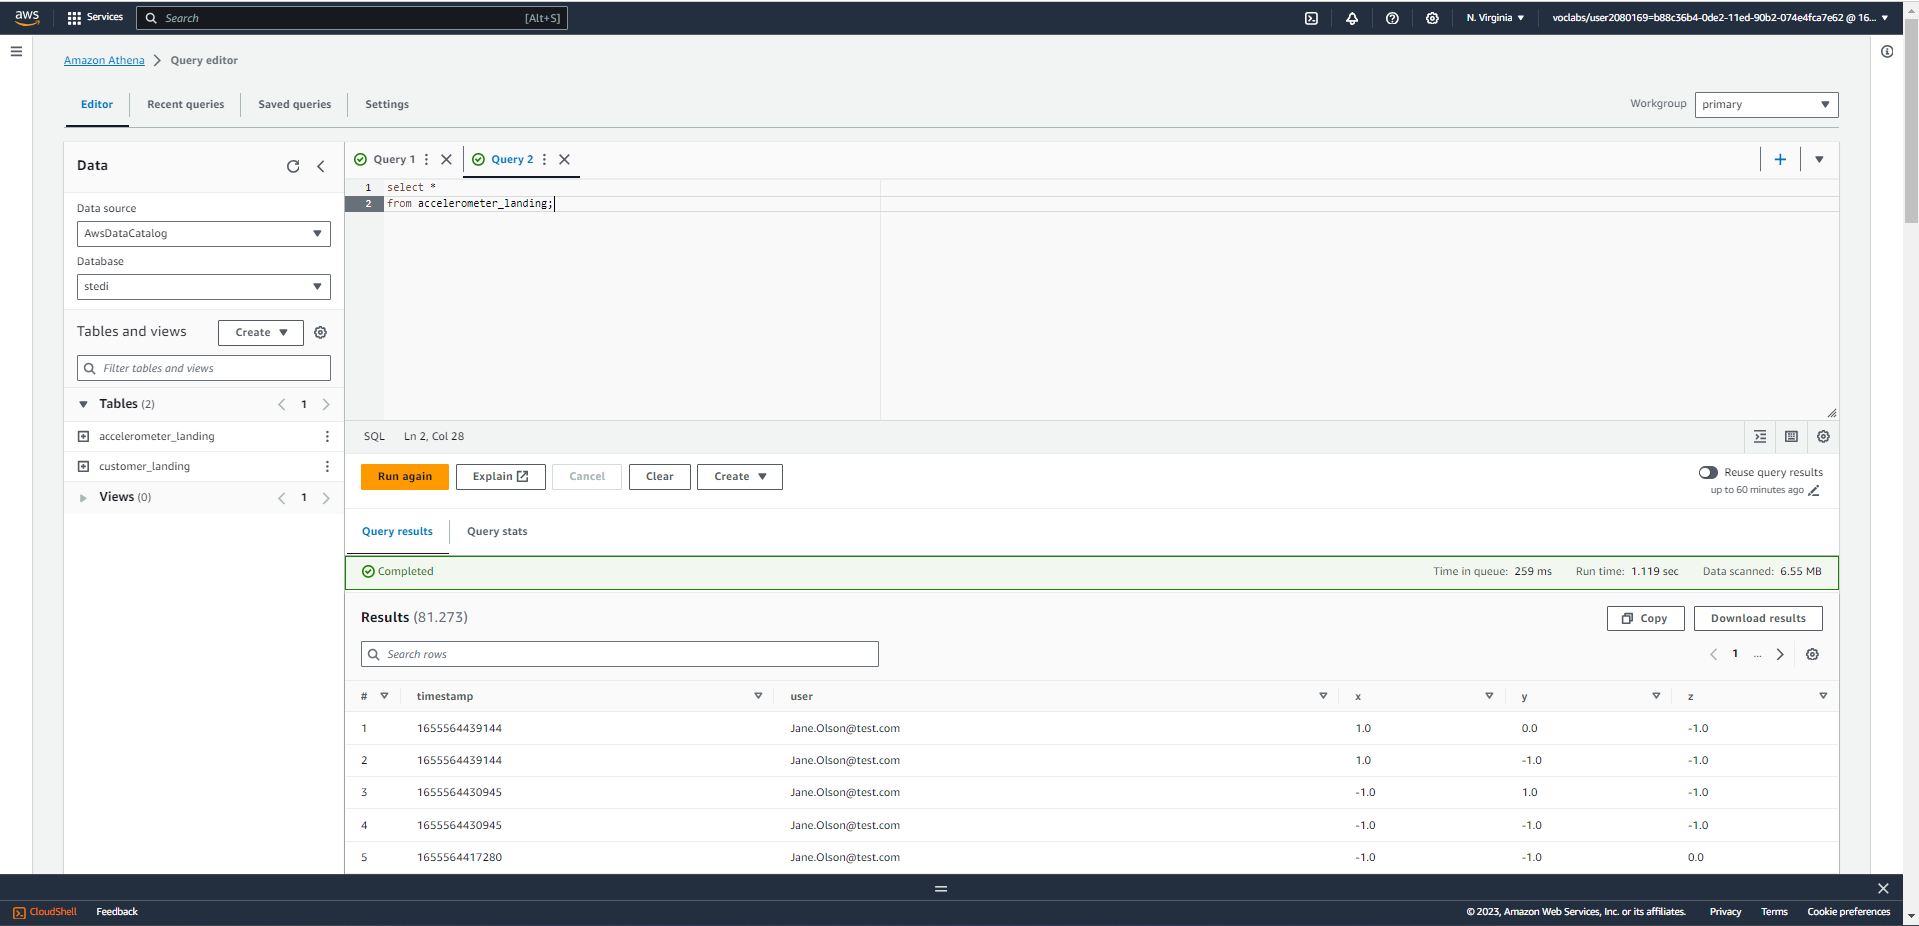 aws Services Search [Alt+S] N. Virginia voclabs/user2080169=b88c36b4-0de2-11ed-90b2-074e4fca7e62 @ 16...
Amazon Athena Query editor
Editor Recent queries Saved queries Settings Workgroup primary
Data
Data source
AwsDataCatalog
Database
stedi
Tables and views Create
Filter tables and views
Tables (2) 1
accelerometer_landing
customer_landing
Views (0) 1
Query 1 Query 2
1 select *
2 from accelerometer_landing;
SQL Ln 2, Col 28
Run again Explain Cancel Clear Create Reuse query results
up to 60 minutes ago
Query results Query stats
Completed Time in queue: 259 ms Run time: 1.119 sec Data scanned: 6.55 MB
Results (81.273) Copy Download results
Search rows 1 ...
# timestamp user x y z
1 1655564439144 Jane.Olson@test.com 1.0 0.0 -1.0
2 1655564439144 Jane.Olson@test.com 1.0 -1.0 -1.0
3 1655564430945 Jane.Olson@test.com -1.0 1.0 -1.0
4 1655564430945 Jane.Olson@test.com -1.0 -1.0 -1.0
5 1655564417280 Jane.Olson@test.com -1.0 -1.0 0.0
CloudShell Feedback © 2023, Amazon Web Services, Inc. or its affiliates. Privacy Terms Cookie preferences